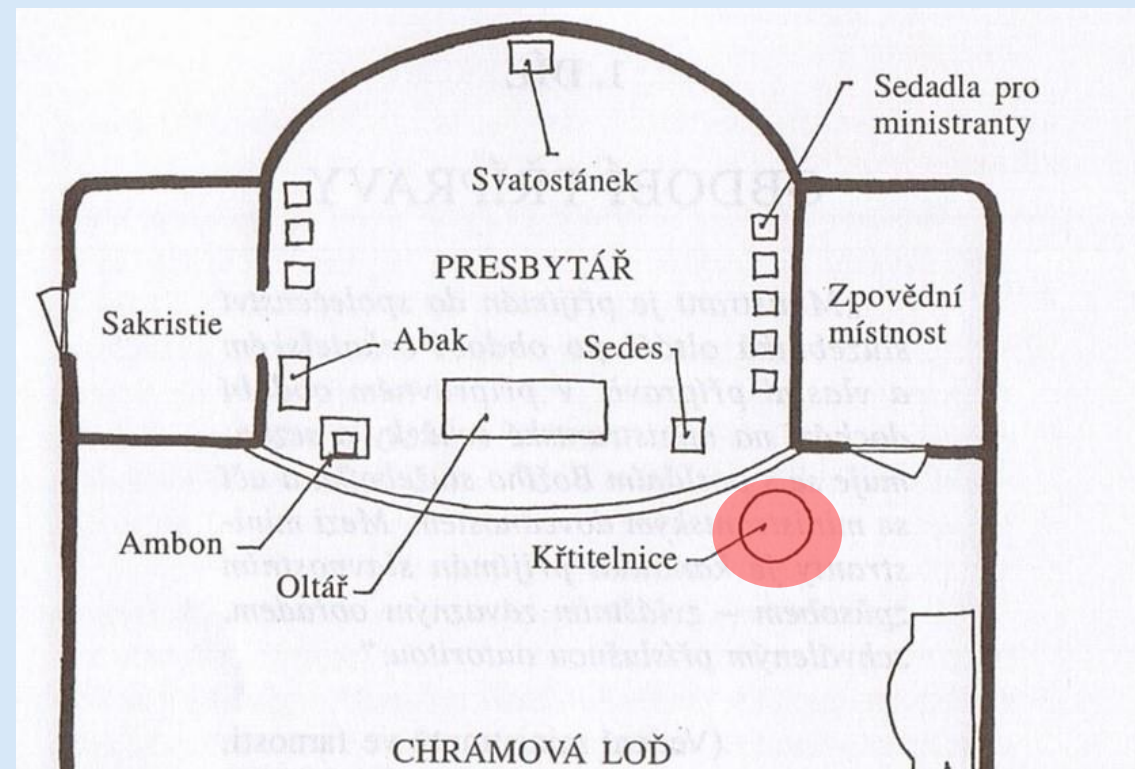 Sedadla pro
ministranty
Svatostánek
PRESBYTÁŘ
Sakristie
Zpovědní
místnost
Abak
Sedes
Ambon
Křtitelnice
Oltář
CHRÁMOVÁ LOĎ